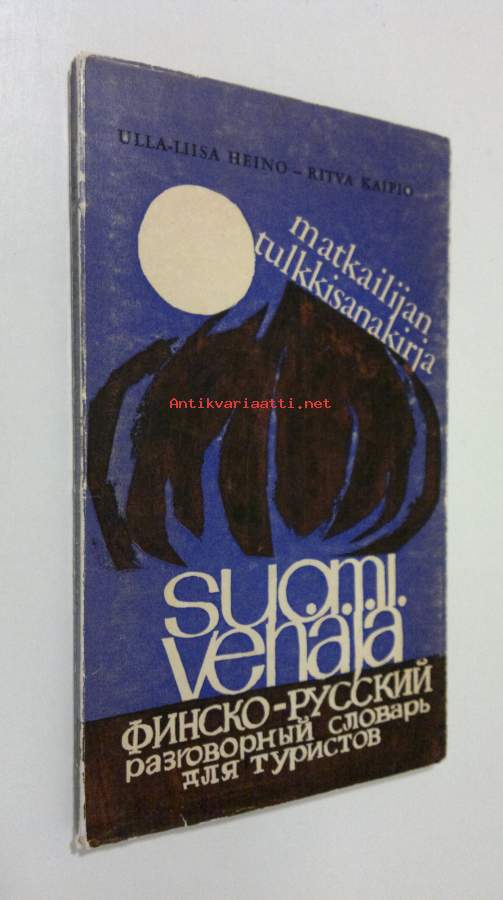 ULLA-LIISA HEINO – RITVA KAIPIO
matkailijan
tulkkisanakirja
Antikvariaatti.net
suomi
venäjä
ФИНСКО-РУССКИЙ
разговорный словарь
для туристов